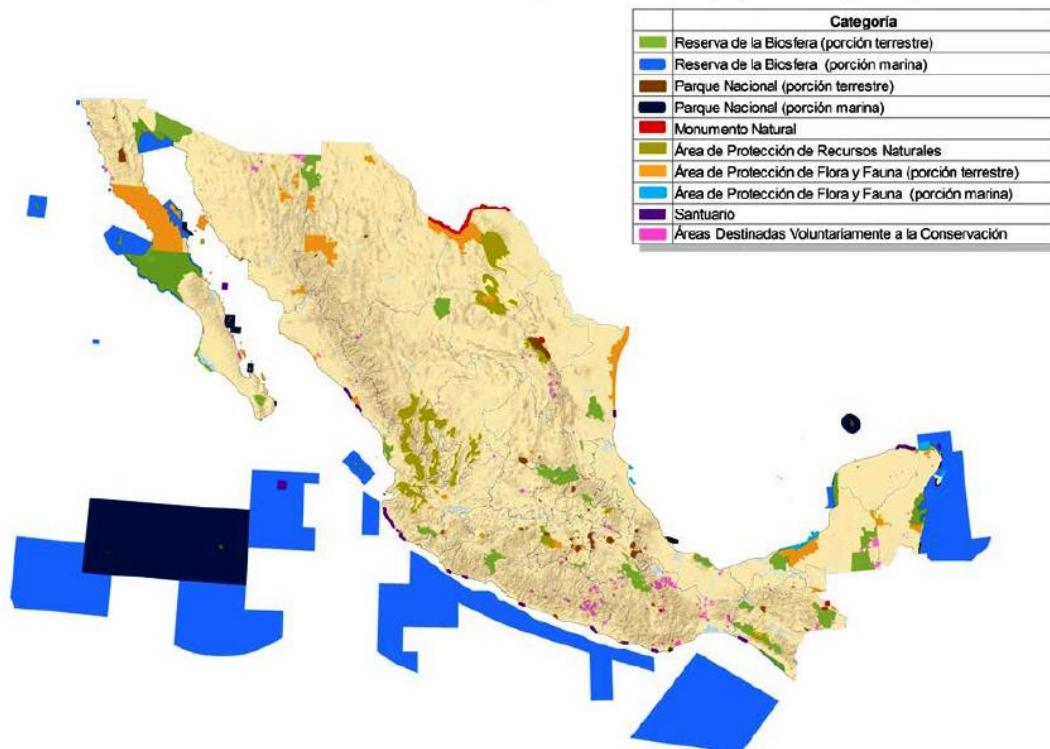 Categoría
Reserva de la Biosfera (porción terrestre)
Reserva de la Biosfera (porción marina)
Parque Nacional (porción terrestre)
Parque Nacional (porción marina)
Monumento Natural
Área de Protección de Recursos Naturales
Área de Protección de Flora y Fauna (porción terrestre)
Área de Protección de Flora y Fauna (porción marina)
Santuario
Áreas Destinadas Voluntariamente a la Conservación